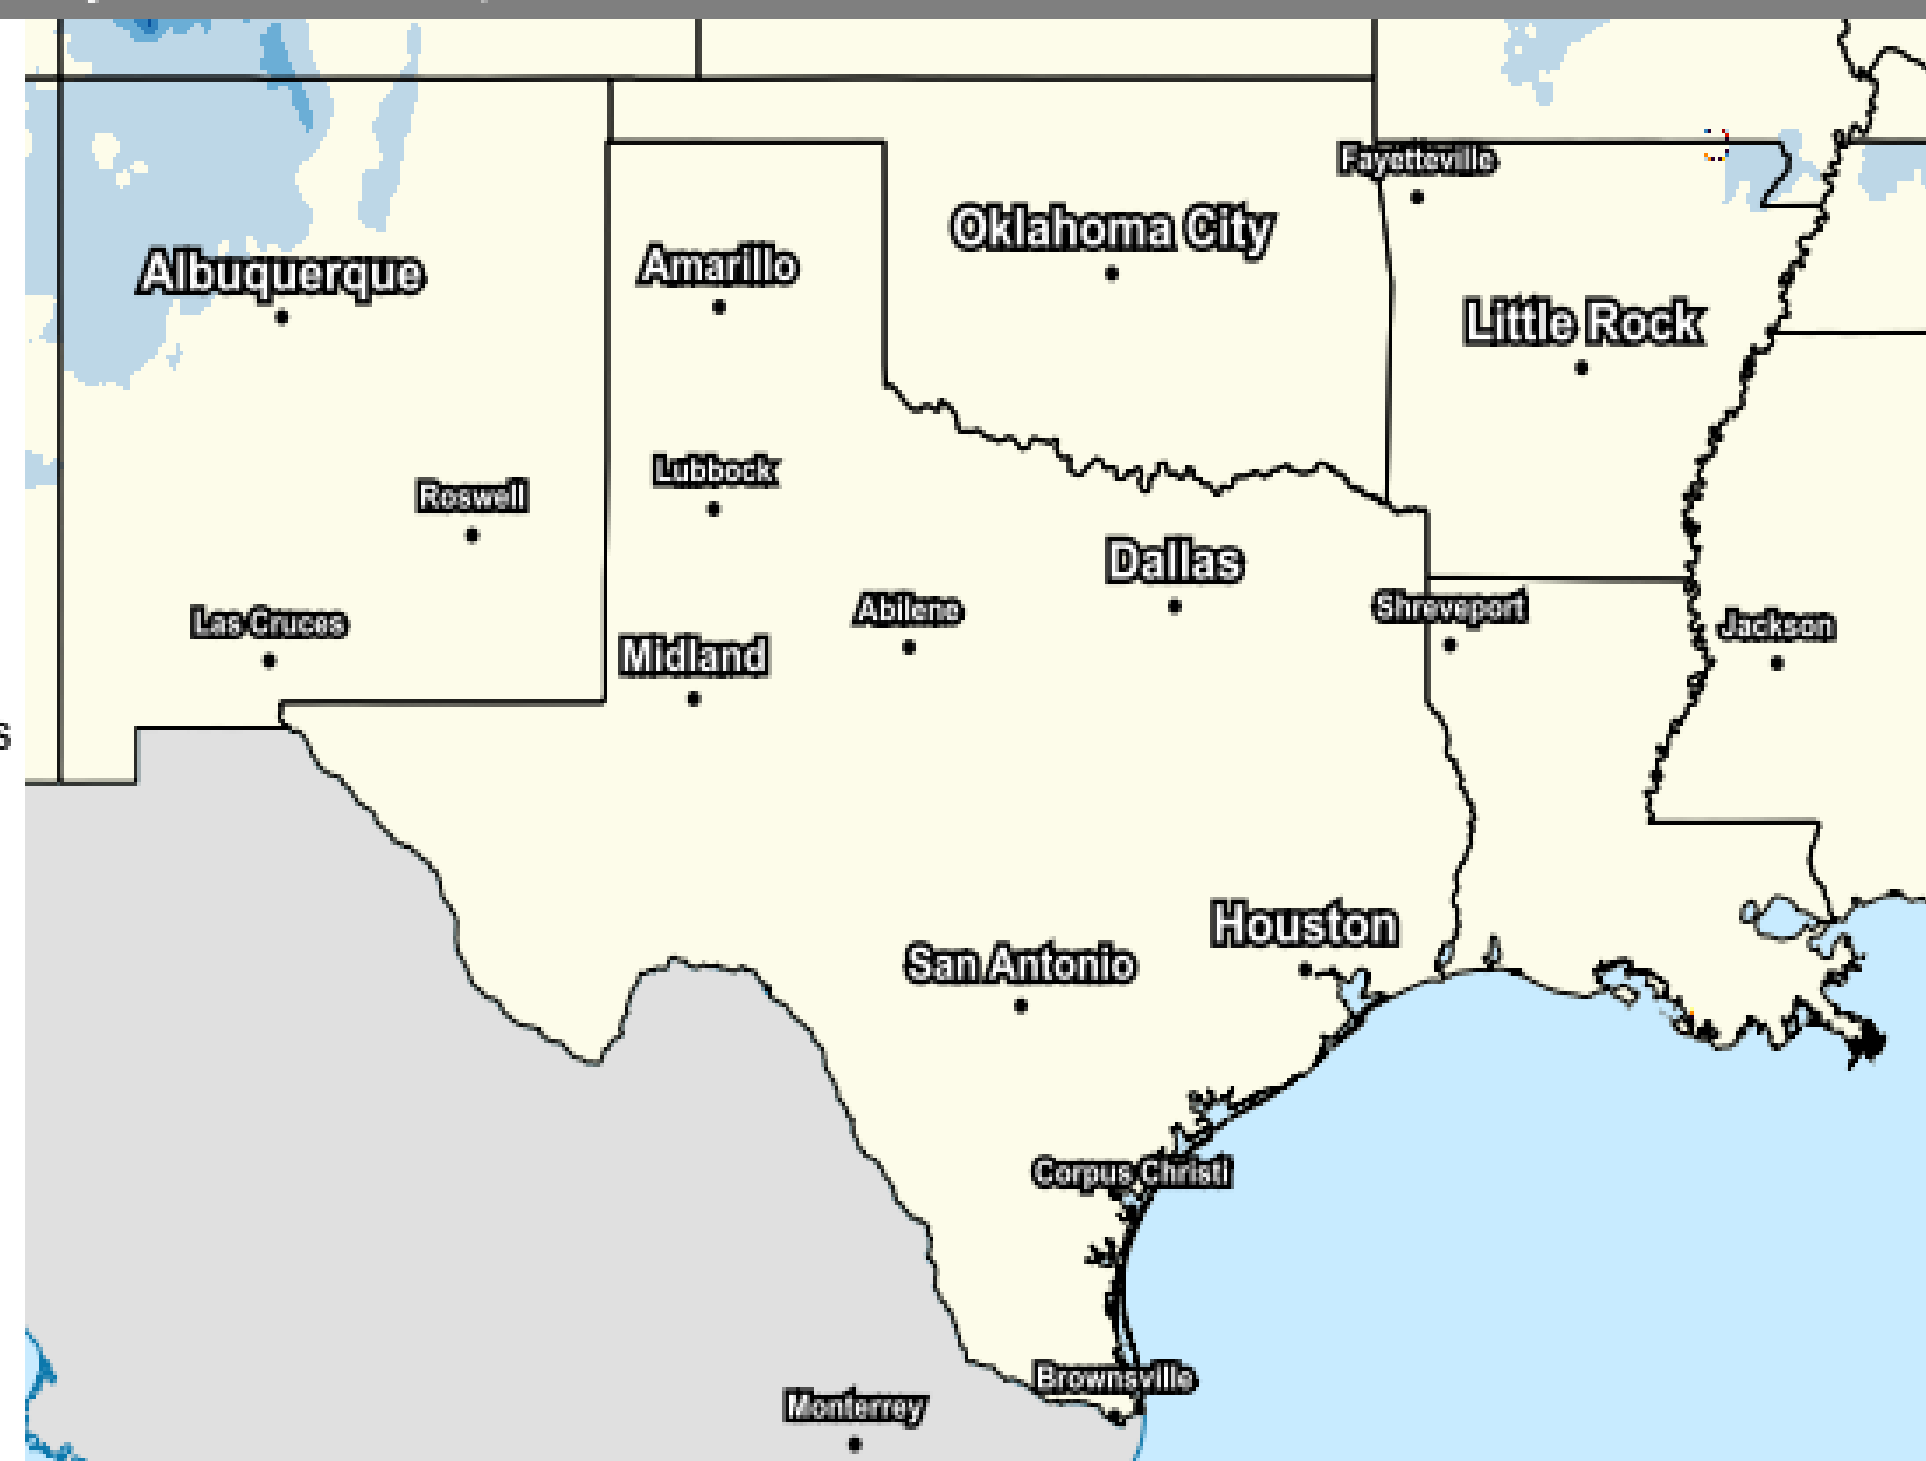 Fayetteville
Oklahoma City
Albuquerque
Amarillo
Little Rock
Lubbock
Roswell
Dallas
Abilene
Shreveport
Las Cruces
Jackson
Midland
s
Houston
San Antonio
Corpus Christi
Brownsville
Monterrey